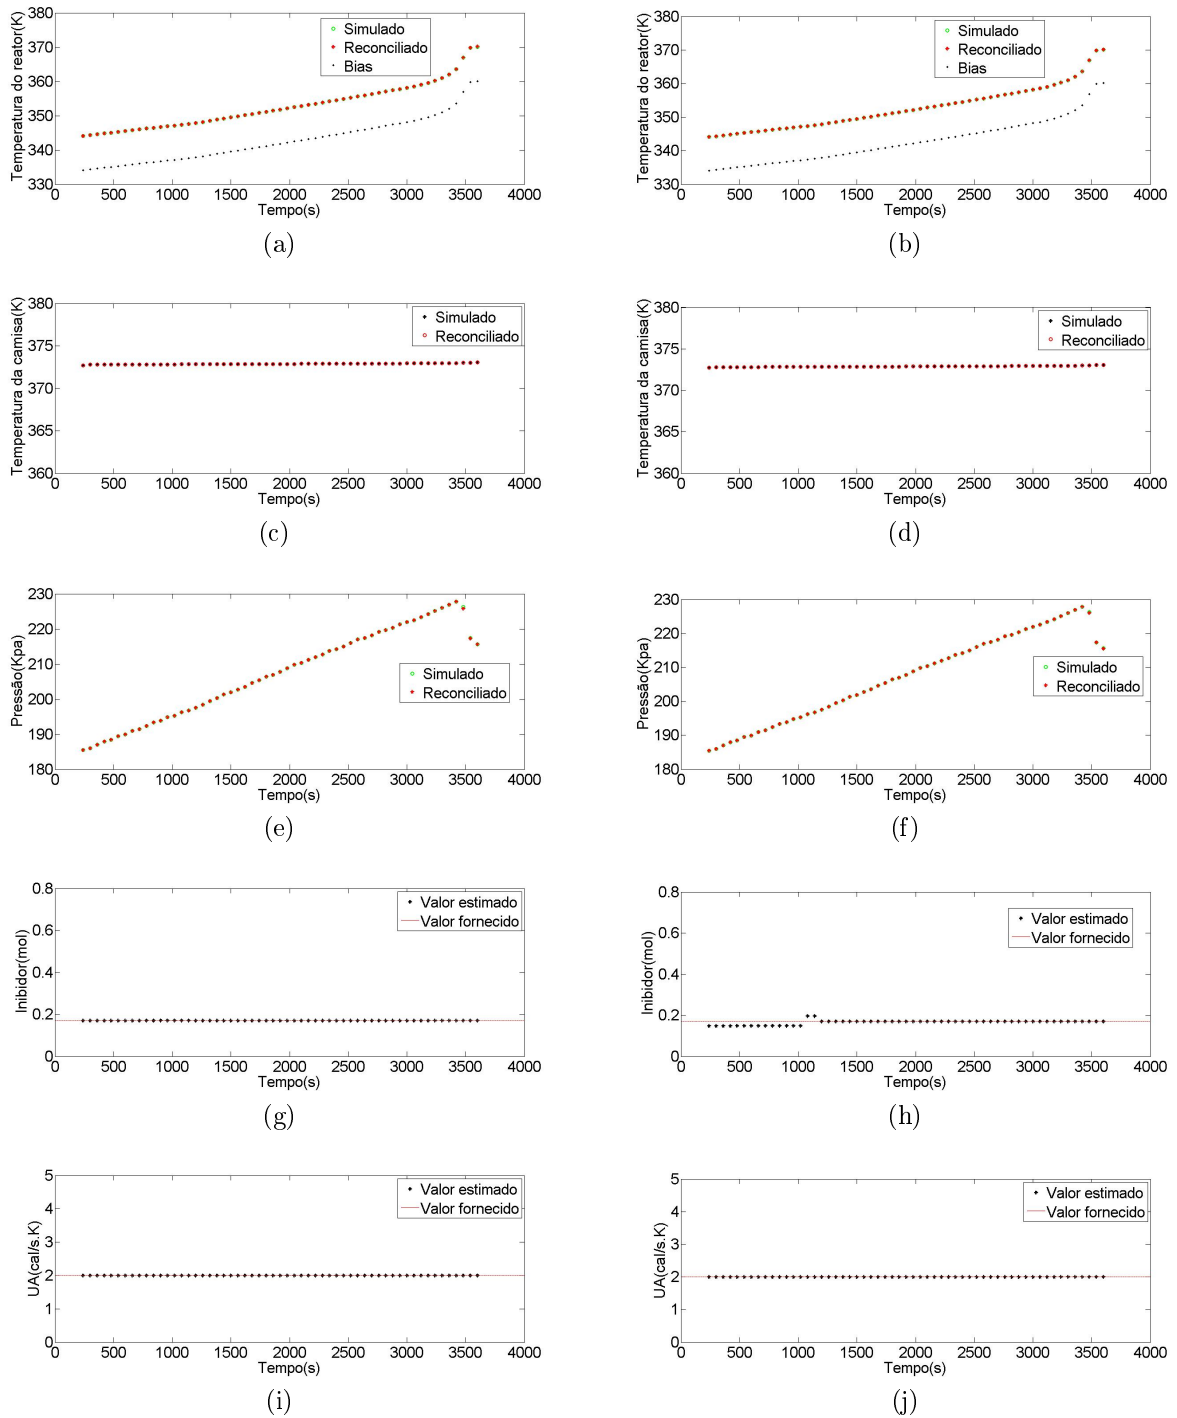 Temperatura do reator(K)
370
360
350
340
330
Simulado
Reconciliado
Bias
0 500 1000 1500 2000 2500 3000 3500 4000
Tempo(s)
(a)
Temperatura do reator(K)
380
370
360
350
340
330
Simulado
Reconciliado
Bias
0 500 1000 1500 2000 2500 3000 3500 4000
Tempo(s)
(b)
Temperatura da camisa(K)
380
375
370
365
360
Simulado
Reconciliado
0 500 1000 1500 2000 2500 3000 3500 4000
Tempo(s)
(c)
Temperatura da camisa(K)
380
375
370
365
360
Simulado
Reconciliado
0 500 1000 1500 2000 2500 3000 3500 4000
Tempo(s)
(d)
Pressão(Kpa)
230
220
210
200
190
180
Simulado
Reconciliado
0 500 1000 1500 2000 2500 3000 3500 4000
Tempo(s)
(e)
Pressão(Kpa)
230
220
210
200
190
180
Simulado
Reconciliado
0 500 1000 1500 2000 2500 3000 3500 4000
Tempo(s)
(f)
Inibidor(mol)
0.8
0.6
0.4
0.2
0
Valor estimado
Valor fornecido
0 500 1000 1500 2000 2500 3000 3500 4000
Tempo(s)
(g)
Inibidor(mol)
0.8
0.6
0.4
0.2
0
Valor estimado
Valor fornecido
0 500 1000 1500 2000 2500 3000 3500 4000
Tempo(s)
(h)
UA(cal/s.K)
5
4
3
2
1
0
Valor estimado
Valor fornecido
0 500 1000 1500 2000 2500 3000 3500 4000
Tempo(s)
(i)
UA(cal/s.K)
5
4
3
2
1
0
Valor estimado
Valor fornecido
0 500 1000 1500 2000 2500 3000 3500 4000
Tempo(s)
(j)